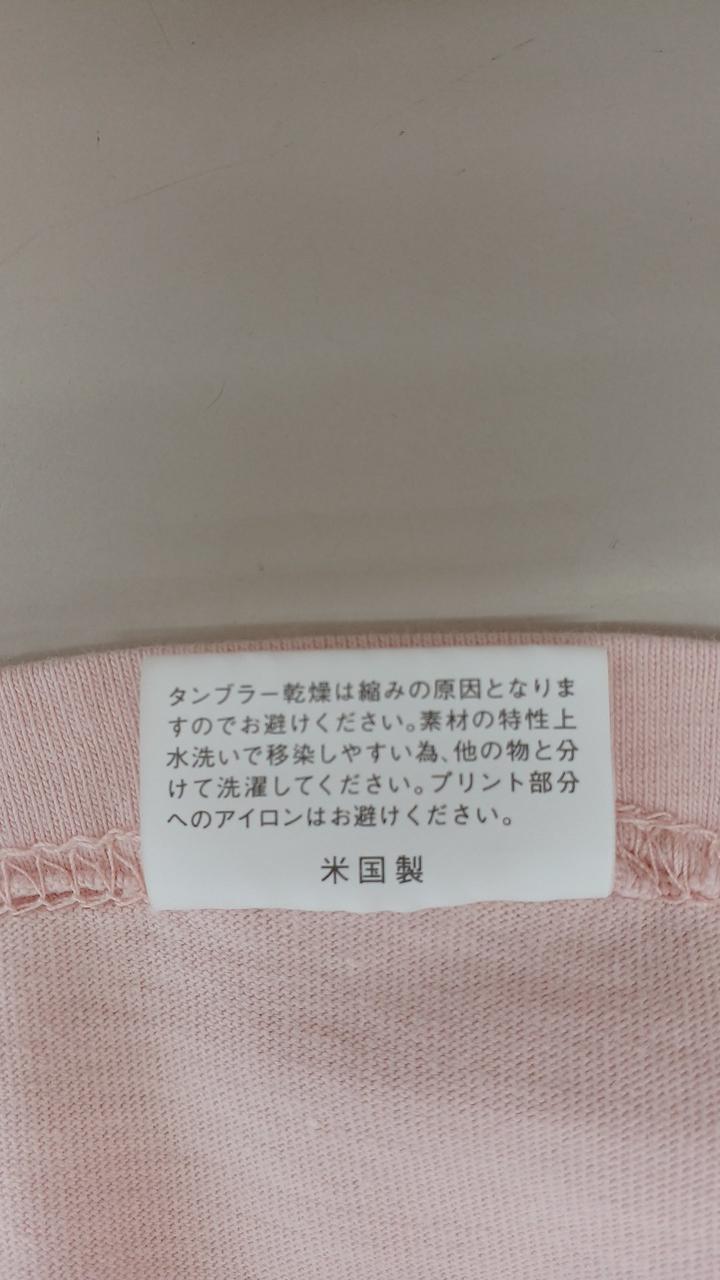 タンブラー乾燥は縮みの原因となりま
すのでお避けください。素材の特性上
水洗いで移染しやすい為、他の物と分
けて洗濯してください。プリント部分
へのアイロンはお避けください。
米国製